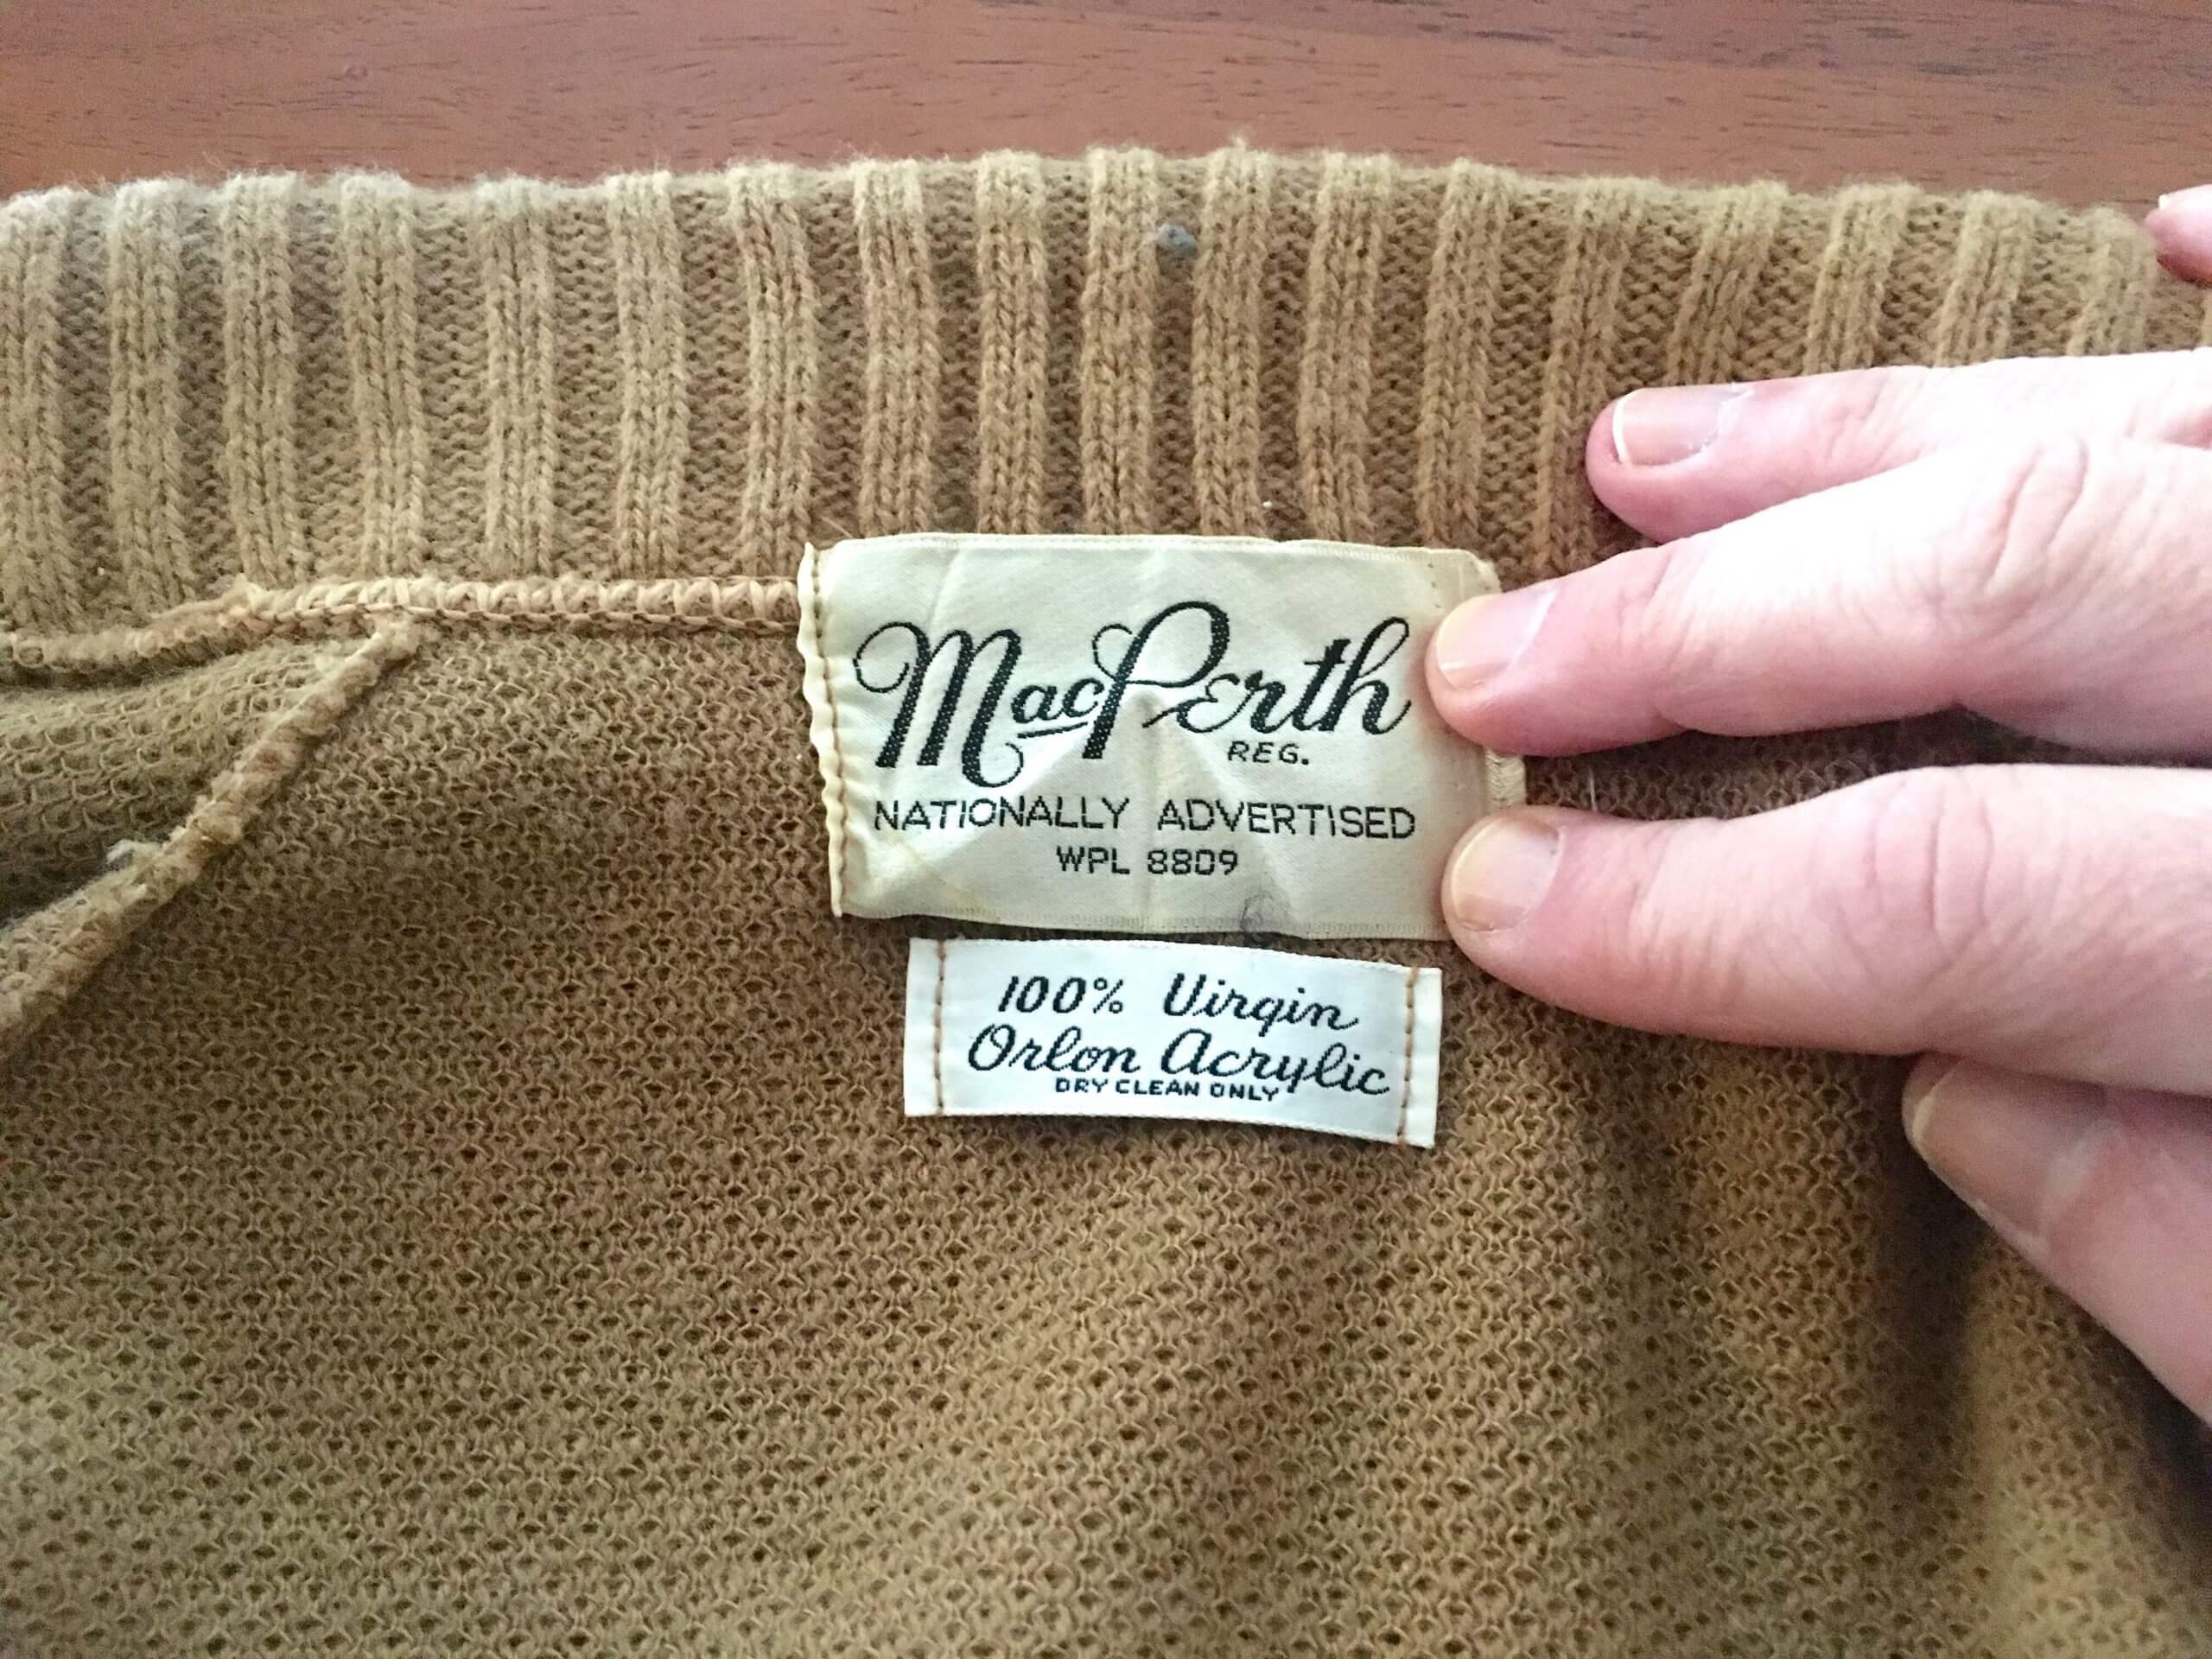 MacPerth
REG.
NATIONALLY ADVERTISED
WPL 8809
100% Virgin
Orlon Acrylic
DRY CLEAN ONLY